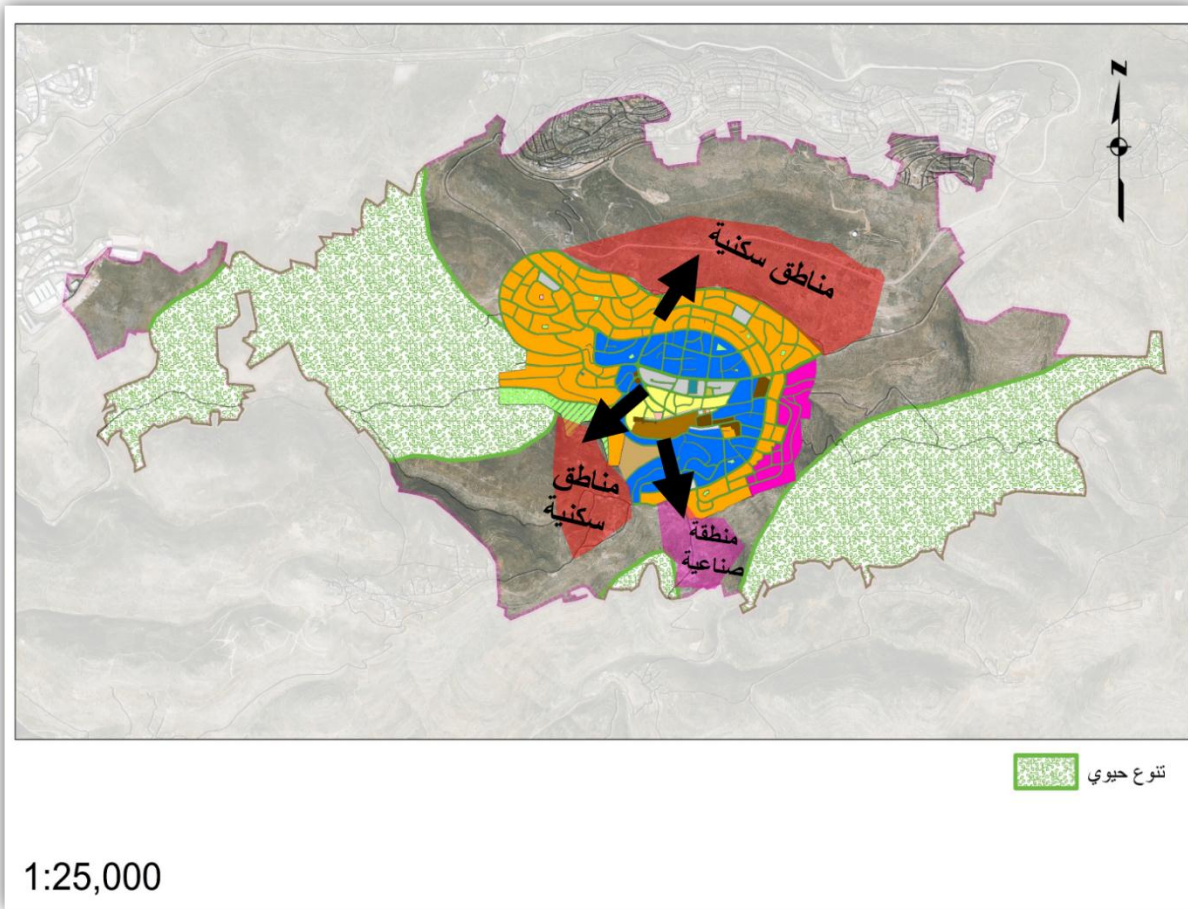 N
مناطق سكنية
مناطق
سكنية
منطقة
صناعية
تنوع حيوي
1:25,000